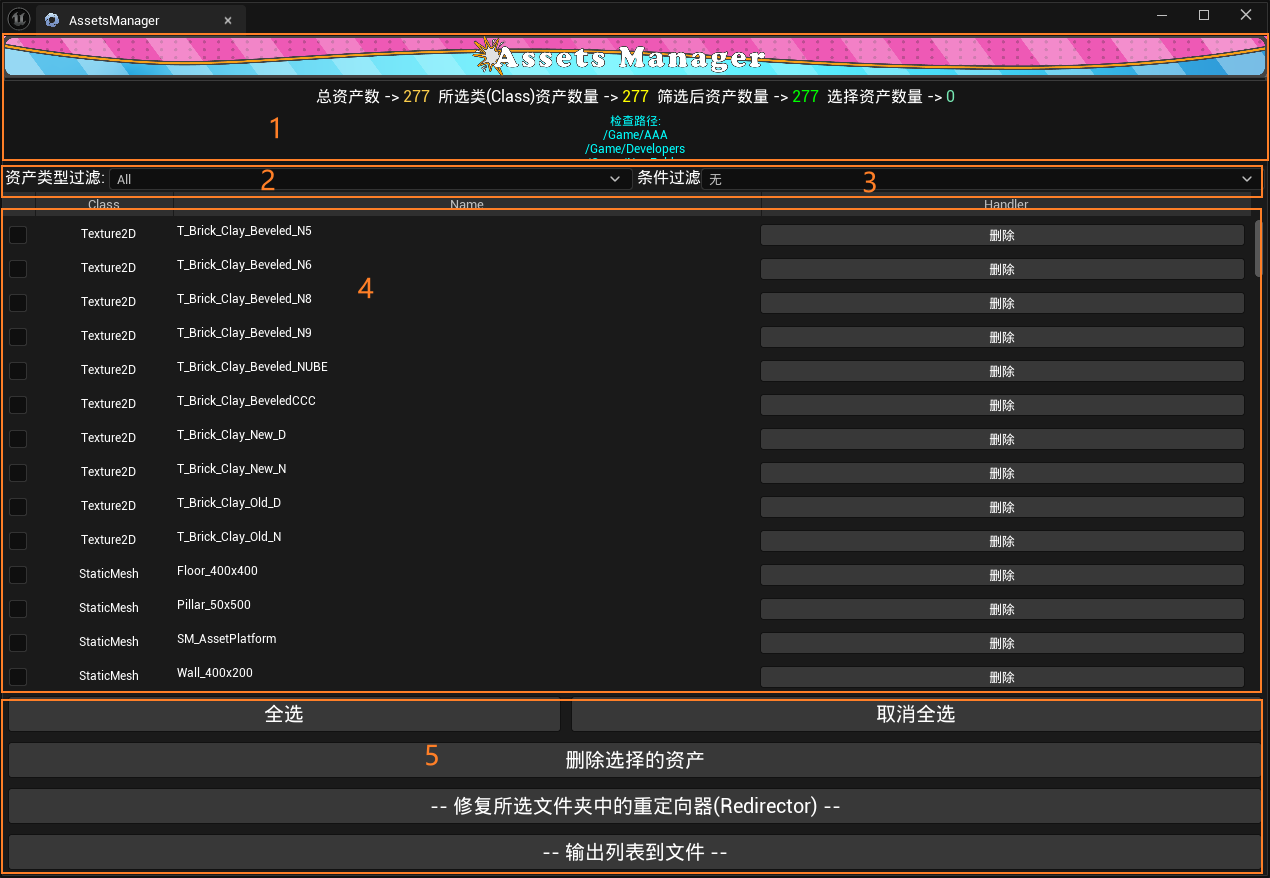 AssetsManager
Assets Manager
总资产数 -> 277 所选类(Class)资产数量 -> 277 筛选后资产数量 -> 277 选择资产数量 -> 0
检查路径:
/Game/AAA
1
/Game/Developers
资产类型过滤: All 2 条件过滤 无 3
Class Name Handler
Texture2D T_Brick_Clay_Beveled_N5 删除
Texture2D T_Brick_Clay_Beveled_N6 删除
4
Texture2D T_Brick_Clay_Beveled_N8 删除
Texture2D T_Brick_Clay_Beveled_N9 删除
Texture2D T_Brick_Clay_Beveled_NUBE 删除
Texture2D T_Brick_Clay_BeveledCCC 删除
Texture2D T_Brick_Clay_New_D 删除
Texture2D T_Brick_Clay_New_N 删除
Texture2D T_Brick_Clay_Old_D 删除
Texture2D T_Brick_Clay_Old_N 删除
StaticMesh Floor_400x400 删除
StaticMesh Pillar_50x500 删除
StaticMesh SM_AssetPlatform 删除
StaticMesh Wall_400x200 删除
全选 取消全选
5 删除选择的资产
-- 修复所选文件夹中的重定向器(Redirector) --
-- 输出列表到文件 --